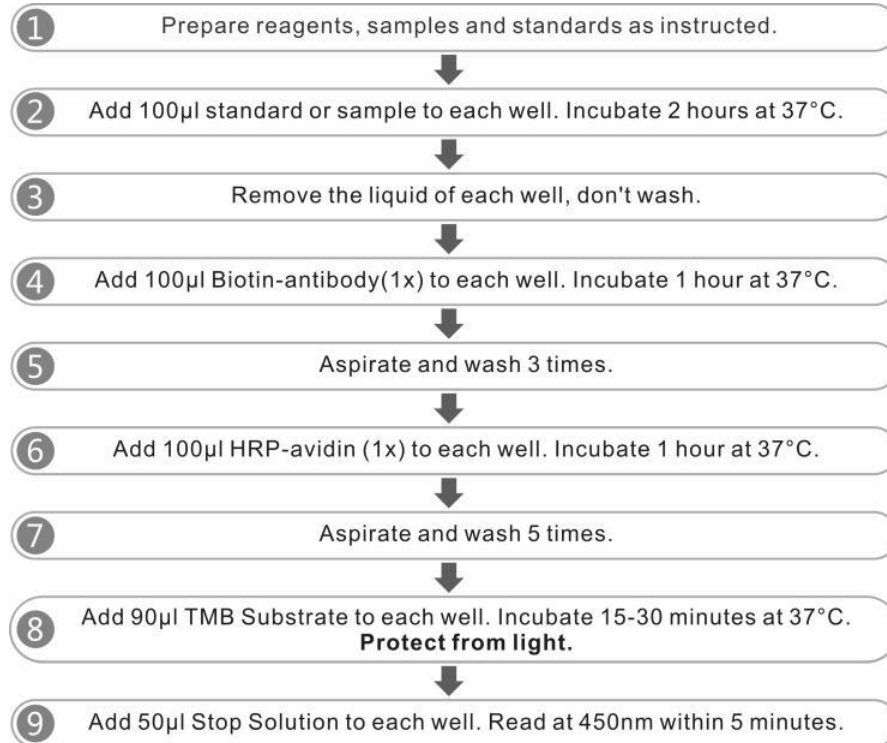 1 Prepare reagents, samples and standards as instructed.
2 Add 100µl standard or sample to each well. Incubate 2 hours at 37°C.
3 Remove the liquid of each well, don't wash.
4 Add 100µl Biotin-antibody(1x) to each well. Incubate 1 hour at 37°C.
5 Aspirate and wash 3 times.
6 Add 100µl HRP-avidin (1x) to each well. Incubate 1 hour at 37°C.
7 Aspirate and wash 5 times.
8 Add 90µl TMB Substrate to each well. Incubate 15-30 minutes at 37°C.
Protect from light.
9 Add 50µl Stop Solution to each well. Read at 450nm within 5 minutes.